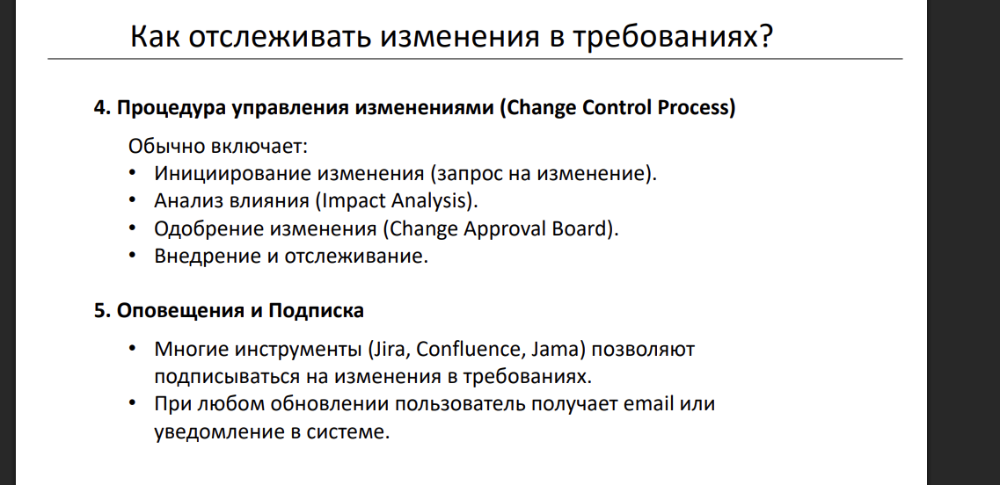 Как отслеживать изменения в требованиях?
4. Процедура управления изменениями (Change Control Process)
Обычно включает:
• Инициирование изменения (запрос на изменение).
• Анализ влияния (Impact Analysis).
• Одобрение изменения (Change Approval Board).
• Внедрение и отслеживание.
5. Оповещения и Подписка
• Многие инструменты (Jira, Confluence, Jama) позволяют
подписываться на изменения в требованиях.
• При любом обновлении пользователь получает email или
уведомление в системе.